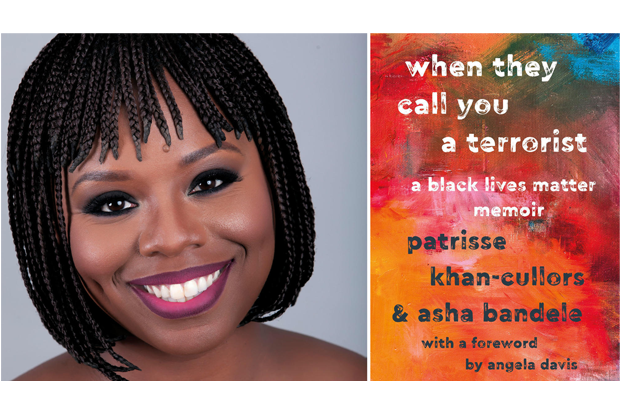 when they
call you
a terrorist
a black lives matter
memoir
patrisse
khan-cullors
& asha bandele
with a foreword
by angela davis